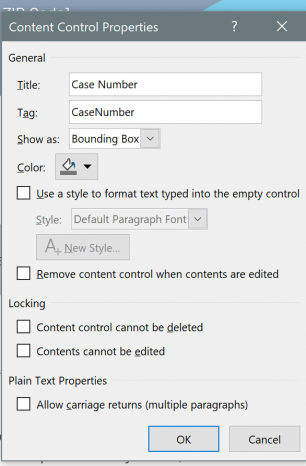 ZIP Code]
Content Control Properties ? ×
General
Title: Case Number
Tag: CaseNumber
Show as: Bounding Box
Color:
Use a style to format text typed into the empty control
Style: Default Paragraph Font
A+ New Style...
Remove content control when contents are edited
Locking
Content control cannot be deleted
Contents cannot be edited
Plain Text Properties
Allow carriage returns (multiple paragraphs)
OK Cancel